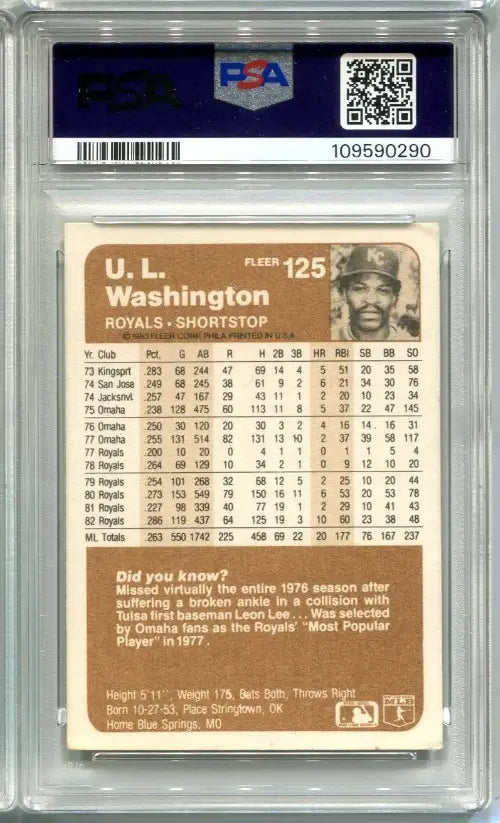 PSA
PSA
109590290
U. L.
Washington
FLEER 125
ROYALS • SHORTSTOP
© 1983 FLEER CORP. PHILA. PRINTED IN U.S.A.
KC
Yr. Club Pct. G AB R H 2B 3B HR RBI SB BB SO
73 Kingsprt .283 68 244 47 69 14 4 5 51 20 35 58
74 San Jose .249 68 245 38 61 9 2 6 21 34 30 76
74 Jacksnvl. .257 47 167 29 43 11 1 2 20 10 23 34
75 Omaha .238 128 475 60 113 11 8 5 37 22 47 145
76 Omaha .250 30 120 20 30 3 2 4 16 14 16 31
77 Omaha .255 131 514 82 131 13 10 2 37 39 58 117
77 Royals .200 10 20 0 4 1 1 0 1 1 5 4
78 Royals .264 69 129 10 34 2 1 0 9 12 10 20
79 Royals .254 101 268 32 68 12 5 2 25 10 20 44
80 Royals .273 153 549 79 150 16 11 6 53 20 53 78
81 Royals .227 98 339 40 77 19 1 2 29 10 41 43
82 Royals .286 119 437 64 125 19 3 10 60 23 38 48
ML Totals .263 550 1742 225 458 69 22 20 177 76 167 237
Did you know?
Missed virtually the entire 1976 season after
suffering a broken ankle in a collision with
Tulsa first baseman Leon Lee . . . Was selected
by Omaha fans as the Royals' "Most Popular
Player" in 1977.
Height 5'11", Weight 175, Bats Both, Throws Right
Born 10-27-53, Place Stringtown, OK
Home Blue Springs, MO